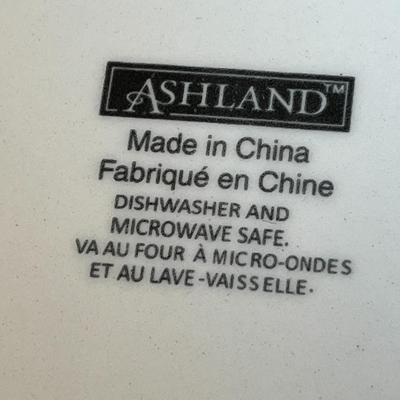 ASHLAND™
Made in China
Fabriqué en Chine
DISHWASHER AND
MICROWAVE SAFE.
VA AU FOUR À MICRO-ONDES
ET AU LAVE-VAISSELLE.